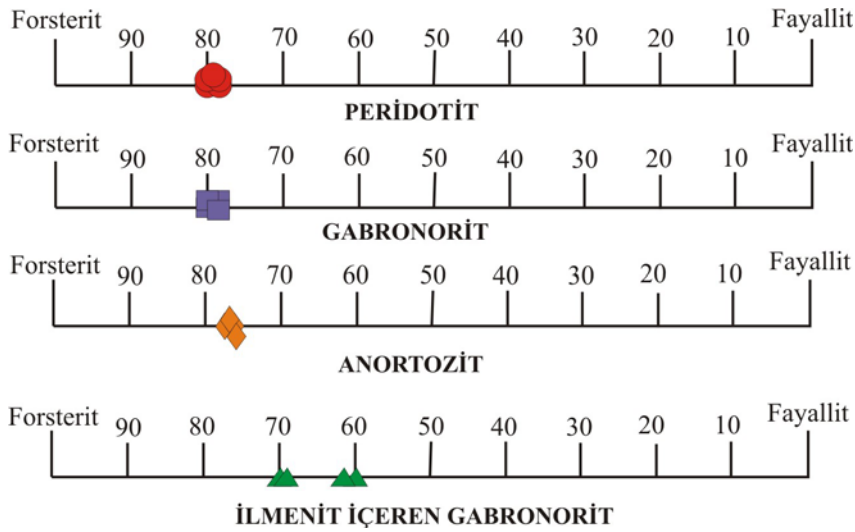 Forsterit 90 80 70 60 50 40 30 20 10 Fayallit
PERİDOTİT
Forsterit 90 80 70 60 50 40 30 20 10 Fayallit
GABRONORİT
Forsterit 90 80 70 60 50 40 30 20 10 Fayallit
ANORTOZİT
Forsterit 90 80 70 60 50 40 30 20 10 Fayallit
İLMENİT İÇEREN GABRONORİT